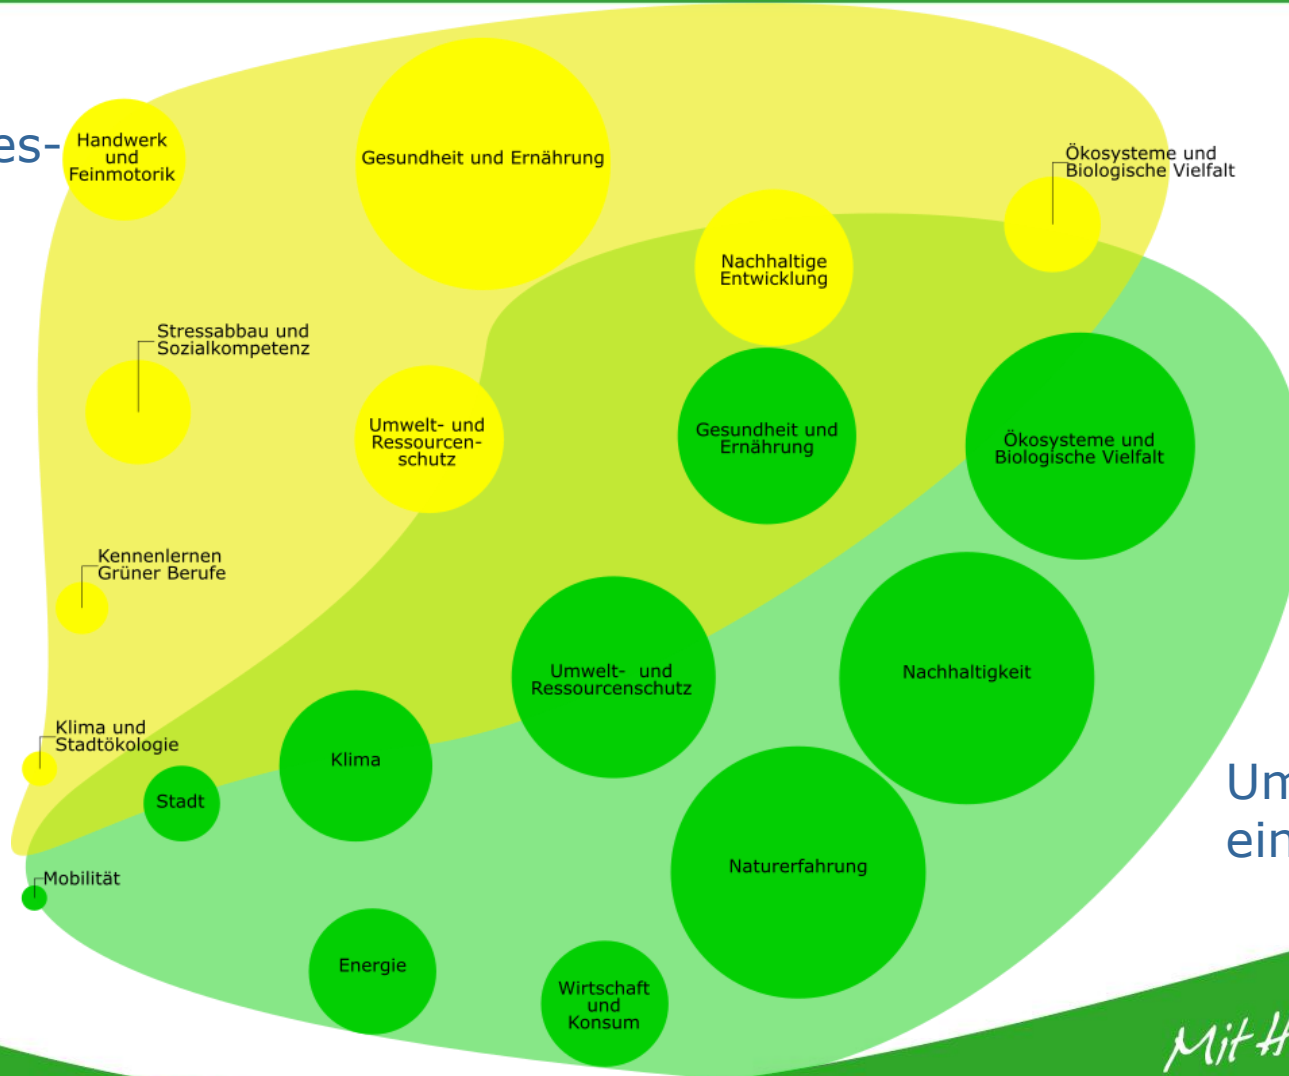 es-
Handwerk
und
Feinmotorik
Gesundheit und Ernährung
Ökosysteme und
Biologische Vielfalt
Nachhaltige
Entwicklung
Stressabbau und
Sozialkompetenz
Umwelt- und
Ressourcen-
schutz
Gesundheit und
Ernährung
Ökosysteme und
Biologische Vielfalt
Kennenlernen
Grüner Berufe
Umwelt- und
Ressourcenschutz
Nachhaltigkeit
Klima und
Stadtökologie
Klima
Stadt
Um
ein
Mobilität
Naturerfahrung
Energie
Wirtschaft
und
Konsum
Mit H